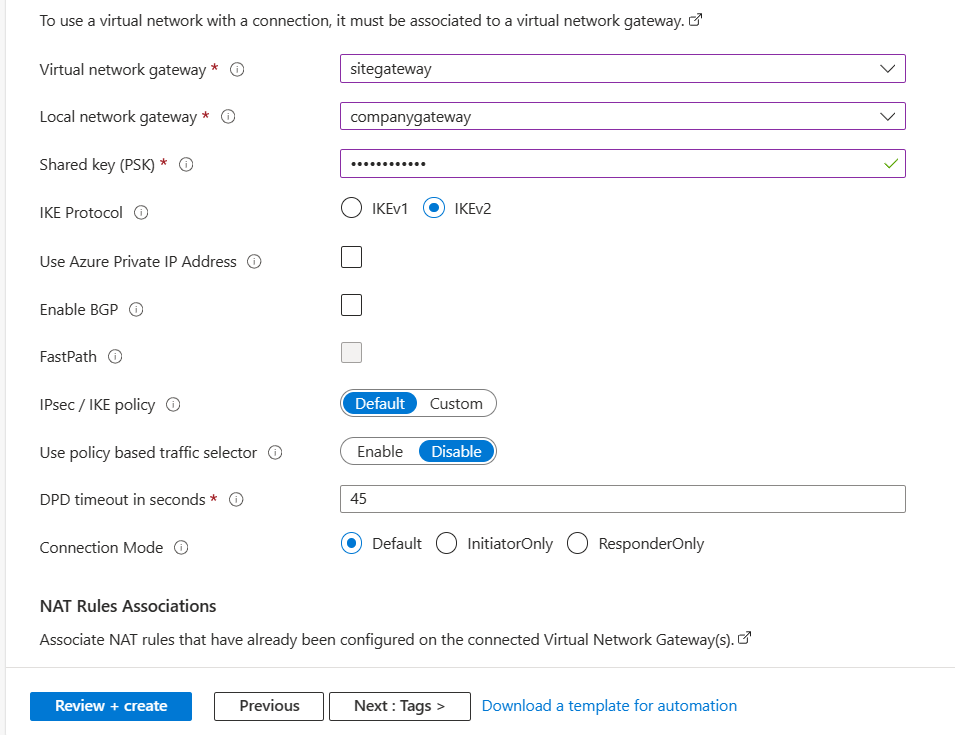 To use a virtual network with a connection, it must be associated to a virtual network gateway.
Virtual network gateway * sitegateway
Local network gateway * companygateway
Shared key (PSK) * ••••••••••••
IKE Protocol IKEv1 IKEv2
Use Azure Private IP Address
Enable BGP
FastPath
IPsec / IKE policy Default Custom
Use policy based traffic selector Enable Disable
DPD timeout in seconds * 45
Connection Mode Default InitiatorOnly ResponderOnly
NAT Rules Associations
Associate NAT rules that have already been configured on the connected Virtual Network Gateway(s).
Review + create Previous Next : Tags > Download a template for automation